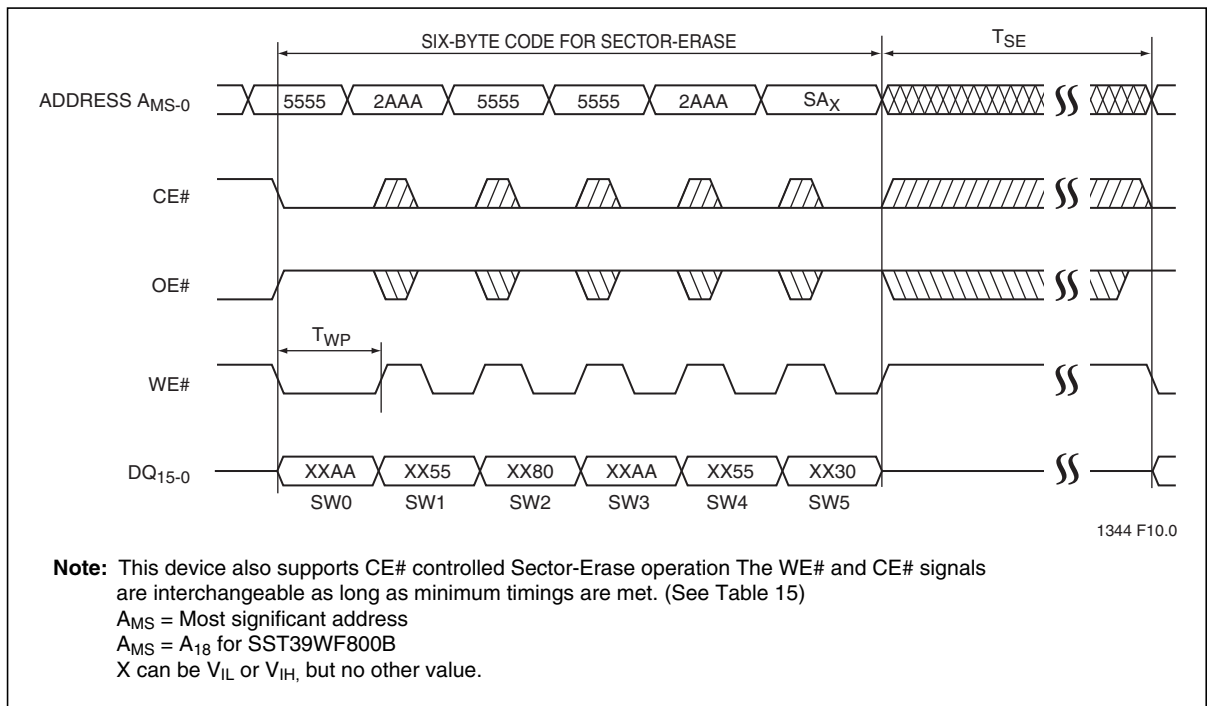 SIX-BYTE CODE FOR SECTOR-ERASE TSE
ADDRESS AMS-0 5555 2AAA 5555 5555 2AAA SAX
CE#
OE#
TWP
WE#
DQ15-0 XXAA XX55 XX80 XXAA XX55 XX30
SW0 SW1 SW2 SW3 SW4 SW5
1344 F10.0
Note: This device also supports CE# controlled Sector-Erase operation The WE# and CE# signals
are interchangeable as long as minimum timings are met. (See Table 15)
AMS = Most significant address
AMS = A18 for SST39WF800B
X can be VIL or VIH, but no other value.